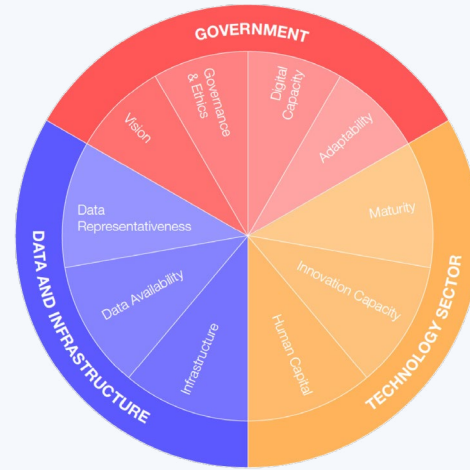 GOVERNMENT
Vision
Governance
& Ethics
Digital
Capacity
Adaptability
TECHNOLOGY SECTOR
Maturity
Innovation Capacity
Human Capital
DATA AND INFRASTRUCTURE
Infrastructure
Data Availability
Data
Representativeness